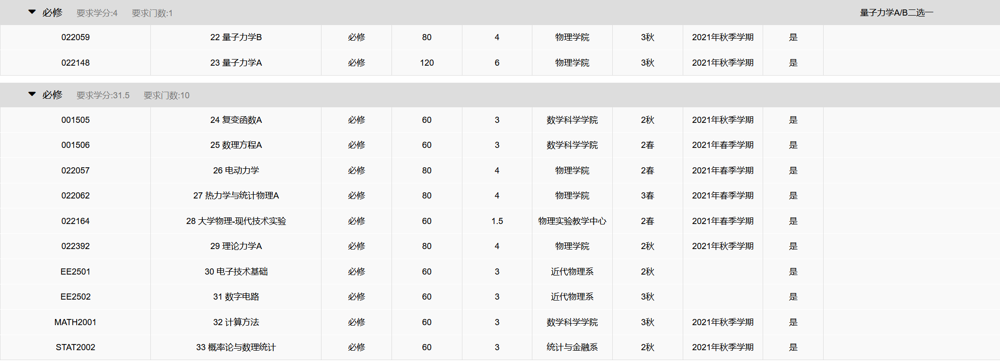 必修 要求学分:4 要求门数:1 量子力学A/B二选一
022059 22 量子力学B 必修 80 4 物理学院 3秋 2021年秋季学期 是
022148 23 量子力学A 必修 120 6 物理学院 3秋 2021年秋季学期 是
必修 要求学分:31.5 要求门数:10
001505 24 复变函数A 必修 60 3 数学科学学院 2秋 2021年秋季学期 是
001506 25 数理方程A 必修 60 3 数学科学学院 2春 2021年春季学期 是
022057 26 电动力学 必修 80 4 物理学院 2春 2021年春季学期 是
022062 27 热力学与统计物理A 必修 80 4 物理学院 3春 2021年春季学期 是
022164 28 大学物理-现代技术实验 必修 60 1.5 物理实验教学中心 2春 2021年春季学期 是
022392 29 理论力学A 必修 80 4 物理学院 2秋 2021年秋季学期 是
EE2501 30 电子技术基础 必修 60 3 近代物理系 2秋 是
EE2502 31 数字电路 必修 60 3 近代物理系 3秋 是
MATH2001 32 计算方法 必修 60 3 数学科学学院 3秋 2021年秋季学期 是
STAT2002 33 概率论与数理统计 必修 60 3 统计与金融系 2秋 2021年秋季学期 是